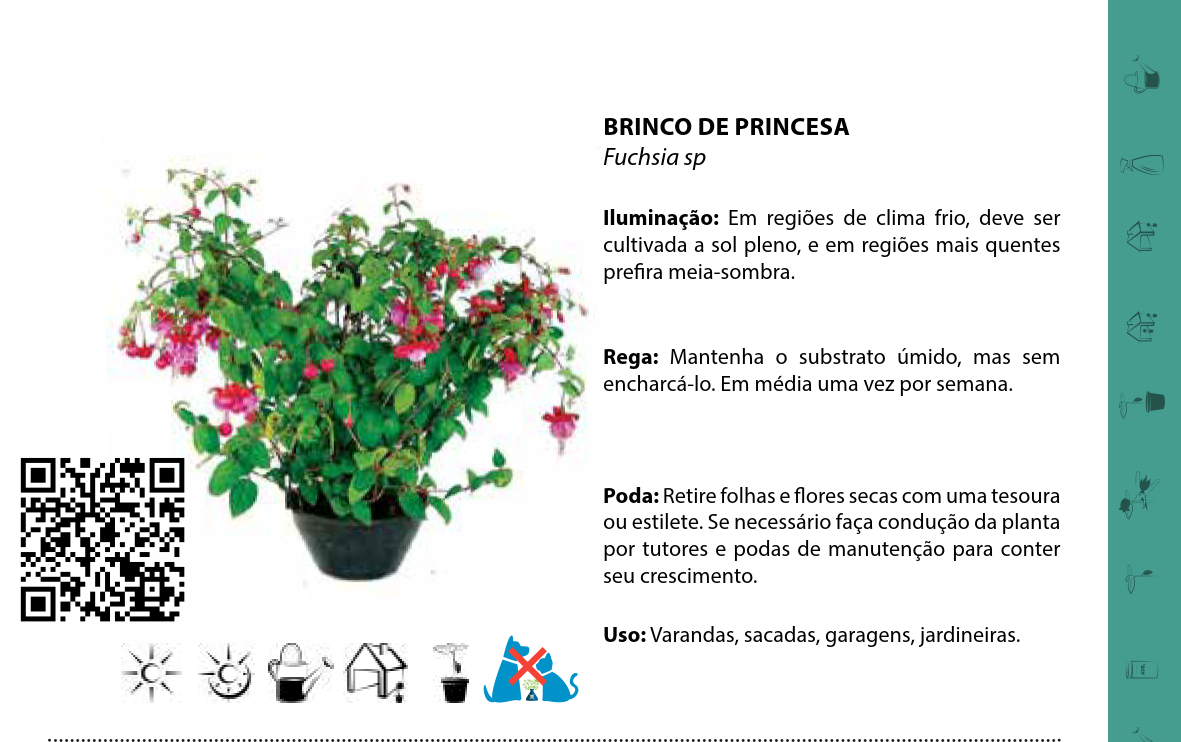 BRINCO DE PRINCESA
Fuchsia sp
Iluminação: Em regiões de clima frio, deve ser
cultivada a sol pleno, e em regiões mais quentes
prefira meia-sombra.
Rega: Mantenha o substrato úmido, mas sem
encharcá-lo. Em média uma vez por semana.
Poda: Retire folhas e flores secas com uma tesoura
ou estilete. Se necessário faça condução da planta
por tutores e podas de manutenção para conter
seu crescimento.
Uso: Varandas, sacadas, garagens, jardineiras.